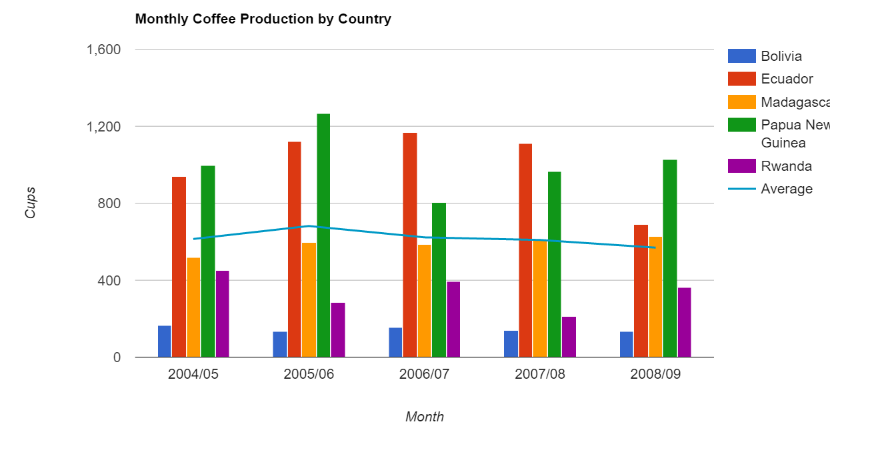 Monthly Coffee Production by Country
1,600
1,200
800
400
0
Cups
2004/05
2005/06
2006/07
2007/08
2008/09
Month
Bolivia
Ecuador
Madagasca
Papua New
Guinea
Rwanda
Average